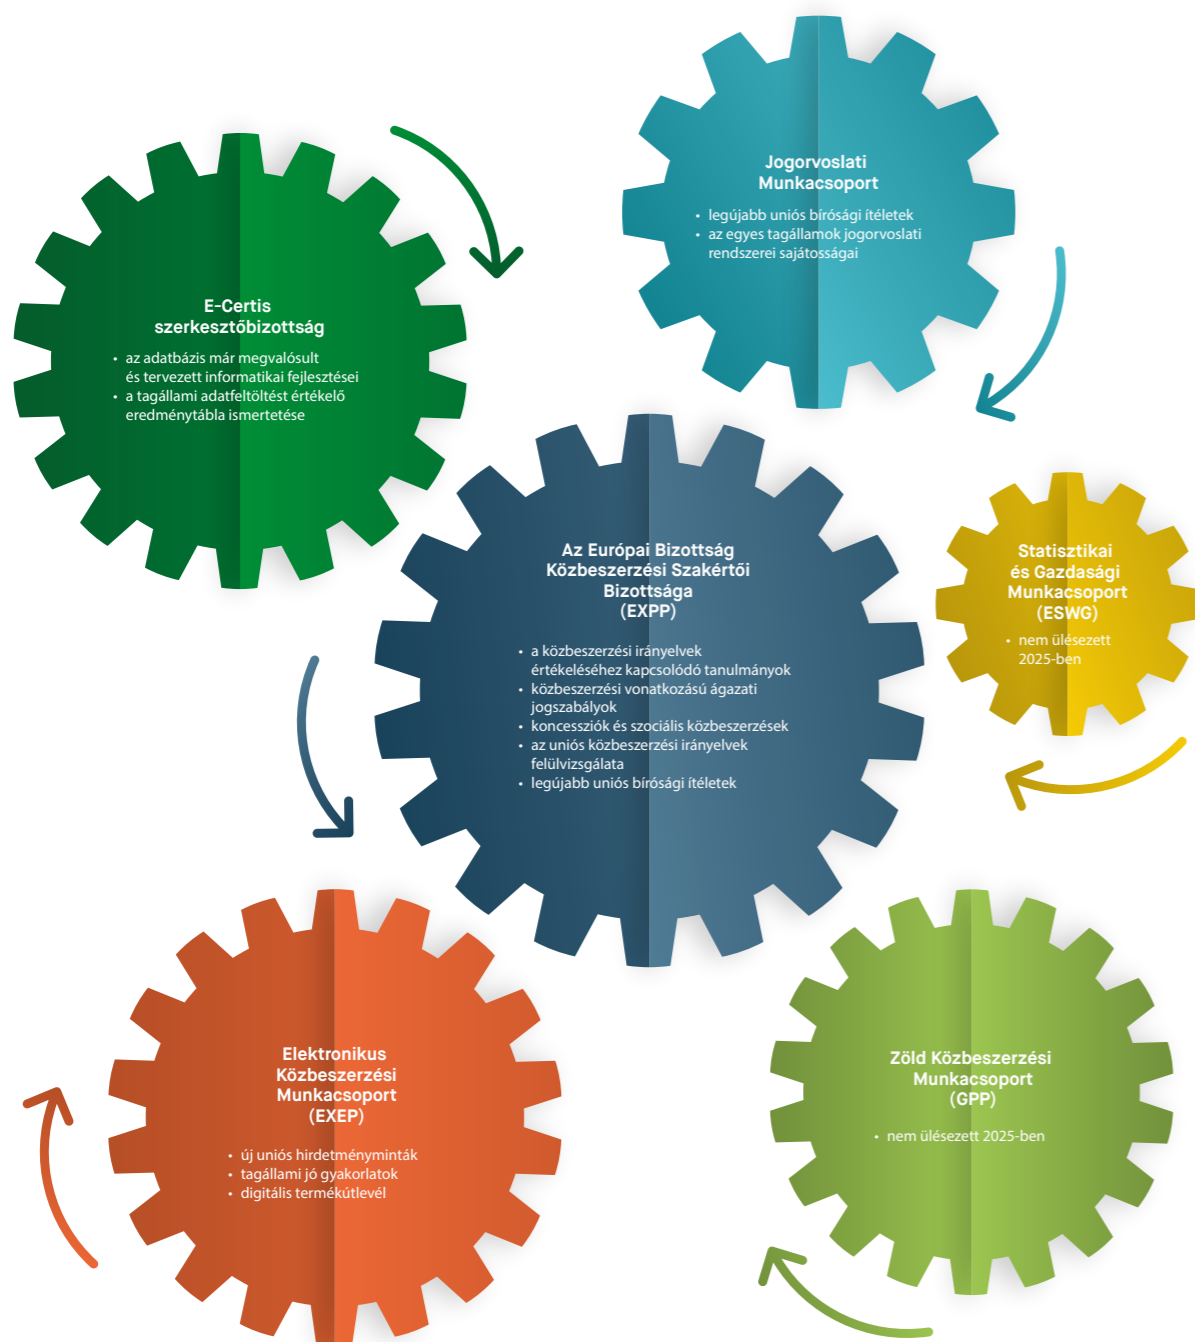 Jogorvoslati
Munkacsoport
• legújabb uniós bírósági ítéletek
• az egyes tagállamok jogorvoslati
rendszerei sajátosságai
E-Certis
szerkesztőbizottság
• az adatbázis már megvalósult
és tervezett informatikai fejlesztései
• a tagállami adatfeltöltést értékelő
eredménytábla ismertetése
Az Európai Bizottság
Közbeszerzési Szakértői
Bizottsága
(EXPP)
• a közbeszerzési irányelvek
értékeléséhez kapcsolódó tanulmányok
• közbeszerzési vonatkozású ágazati
jogszabályok
• koncessziók és szociális közbeszerzések
• az uniós közbeszerzési irányelvek
felülvizsgálata
• legújabb uniós bírósági ítéletek
Statisztikai
és Gazdasági
Munkacsoport
(ESWG)
• nem ülésezett
2025-ben
Elektronikus
Közbeszerzési
Munkacsoport
(EXEP)
• új uniós hirdetményminták
• tagállami jó gyakorlatok
• digitális termékútlevél
Zöld Közbeszerzési
Munkacsoport
(GPP)
• nem ülésezett 2025-ben